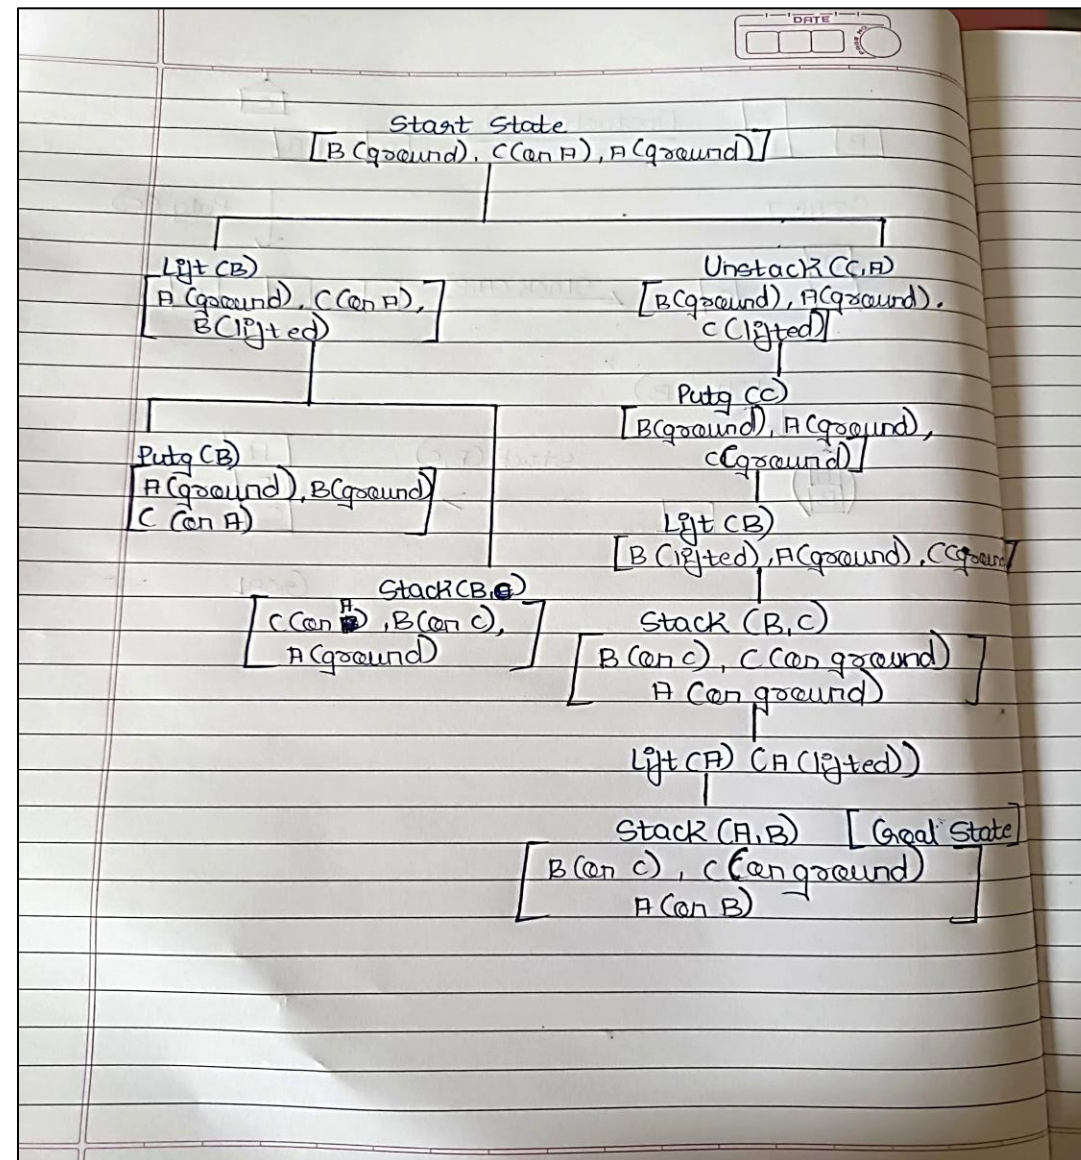 DATE
Start State
[B(ground), C(on A), A(ground)]
Lift (B)
[A (ground), C (on A),
B(lifted)]
Putg (B)
[A (ground), B(ground)
C (on A)]
Stack (B,C)
[C(on A), B(on C),
A (ground)]
Unstack (C,A)
[B(ground), A(ground),
C (lifted)]
Putg (C)
[B(ground), A (ground),
C(ground)]
Lift (B)
[B (lifted), A(ground), C(ground]
Stack (B,C)
[B (on C), C (on ground)
A (on ground)]
Lift (A) (A (lifted))
Stack (A,B) [Goal State]
[B (on C), C (on ground)
A (on B)]